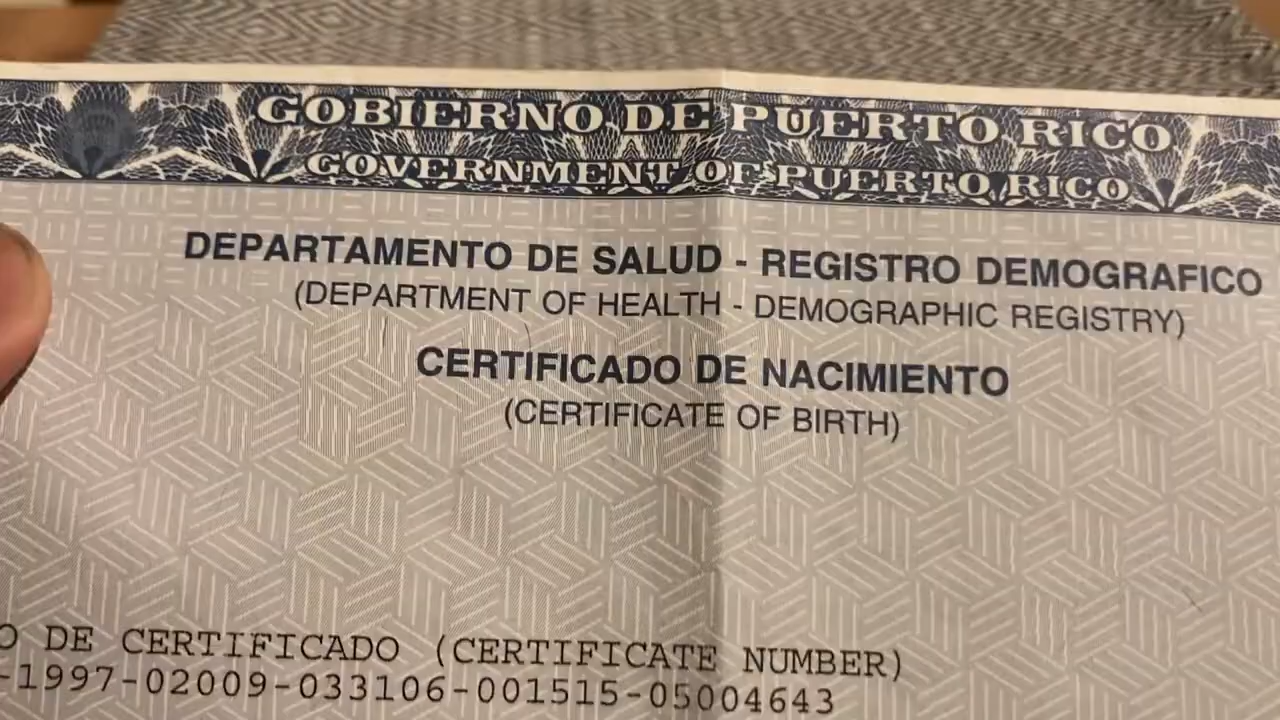 GOBIERNO DE PUERTO RICO
GOVERNMENT OF PUERTO RICO
DEPARTAMENTO DE SALUD - REGISTRO DEMOGRAFICO
(DEPARTMENT OF HEALTH - DEMOGRAPHIC REGISTRY)
CERTIFICADO DE NACIMIENTO
(CERTIFICATE OF BIRTH)
O DE CERTIFICADO (CERTIFICATE NUMBER)
-1997-02009-033106-001515-05004643